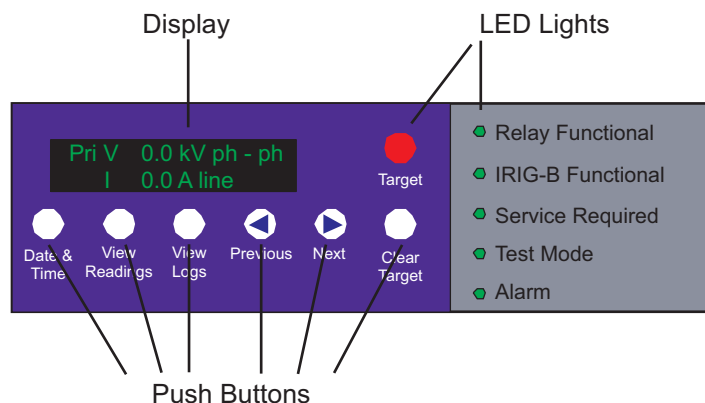 Display
LED Lights
Pri V 0.0 kV ph - ph
I 0.0 A line
Target
Relay Functional
IRIG-B Functional
Service Required
Test Mode
Alarm
Date & Time
View Readings
View Logs
Previous
Next
Clear Target
Push Buttons